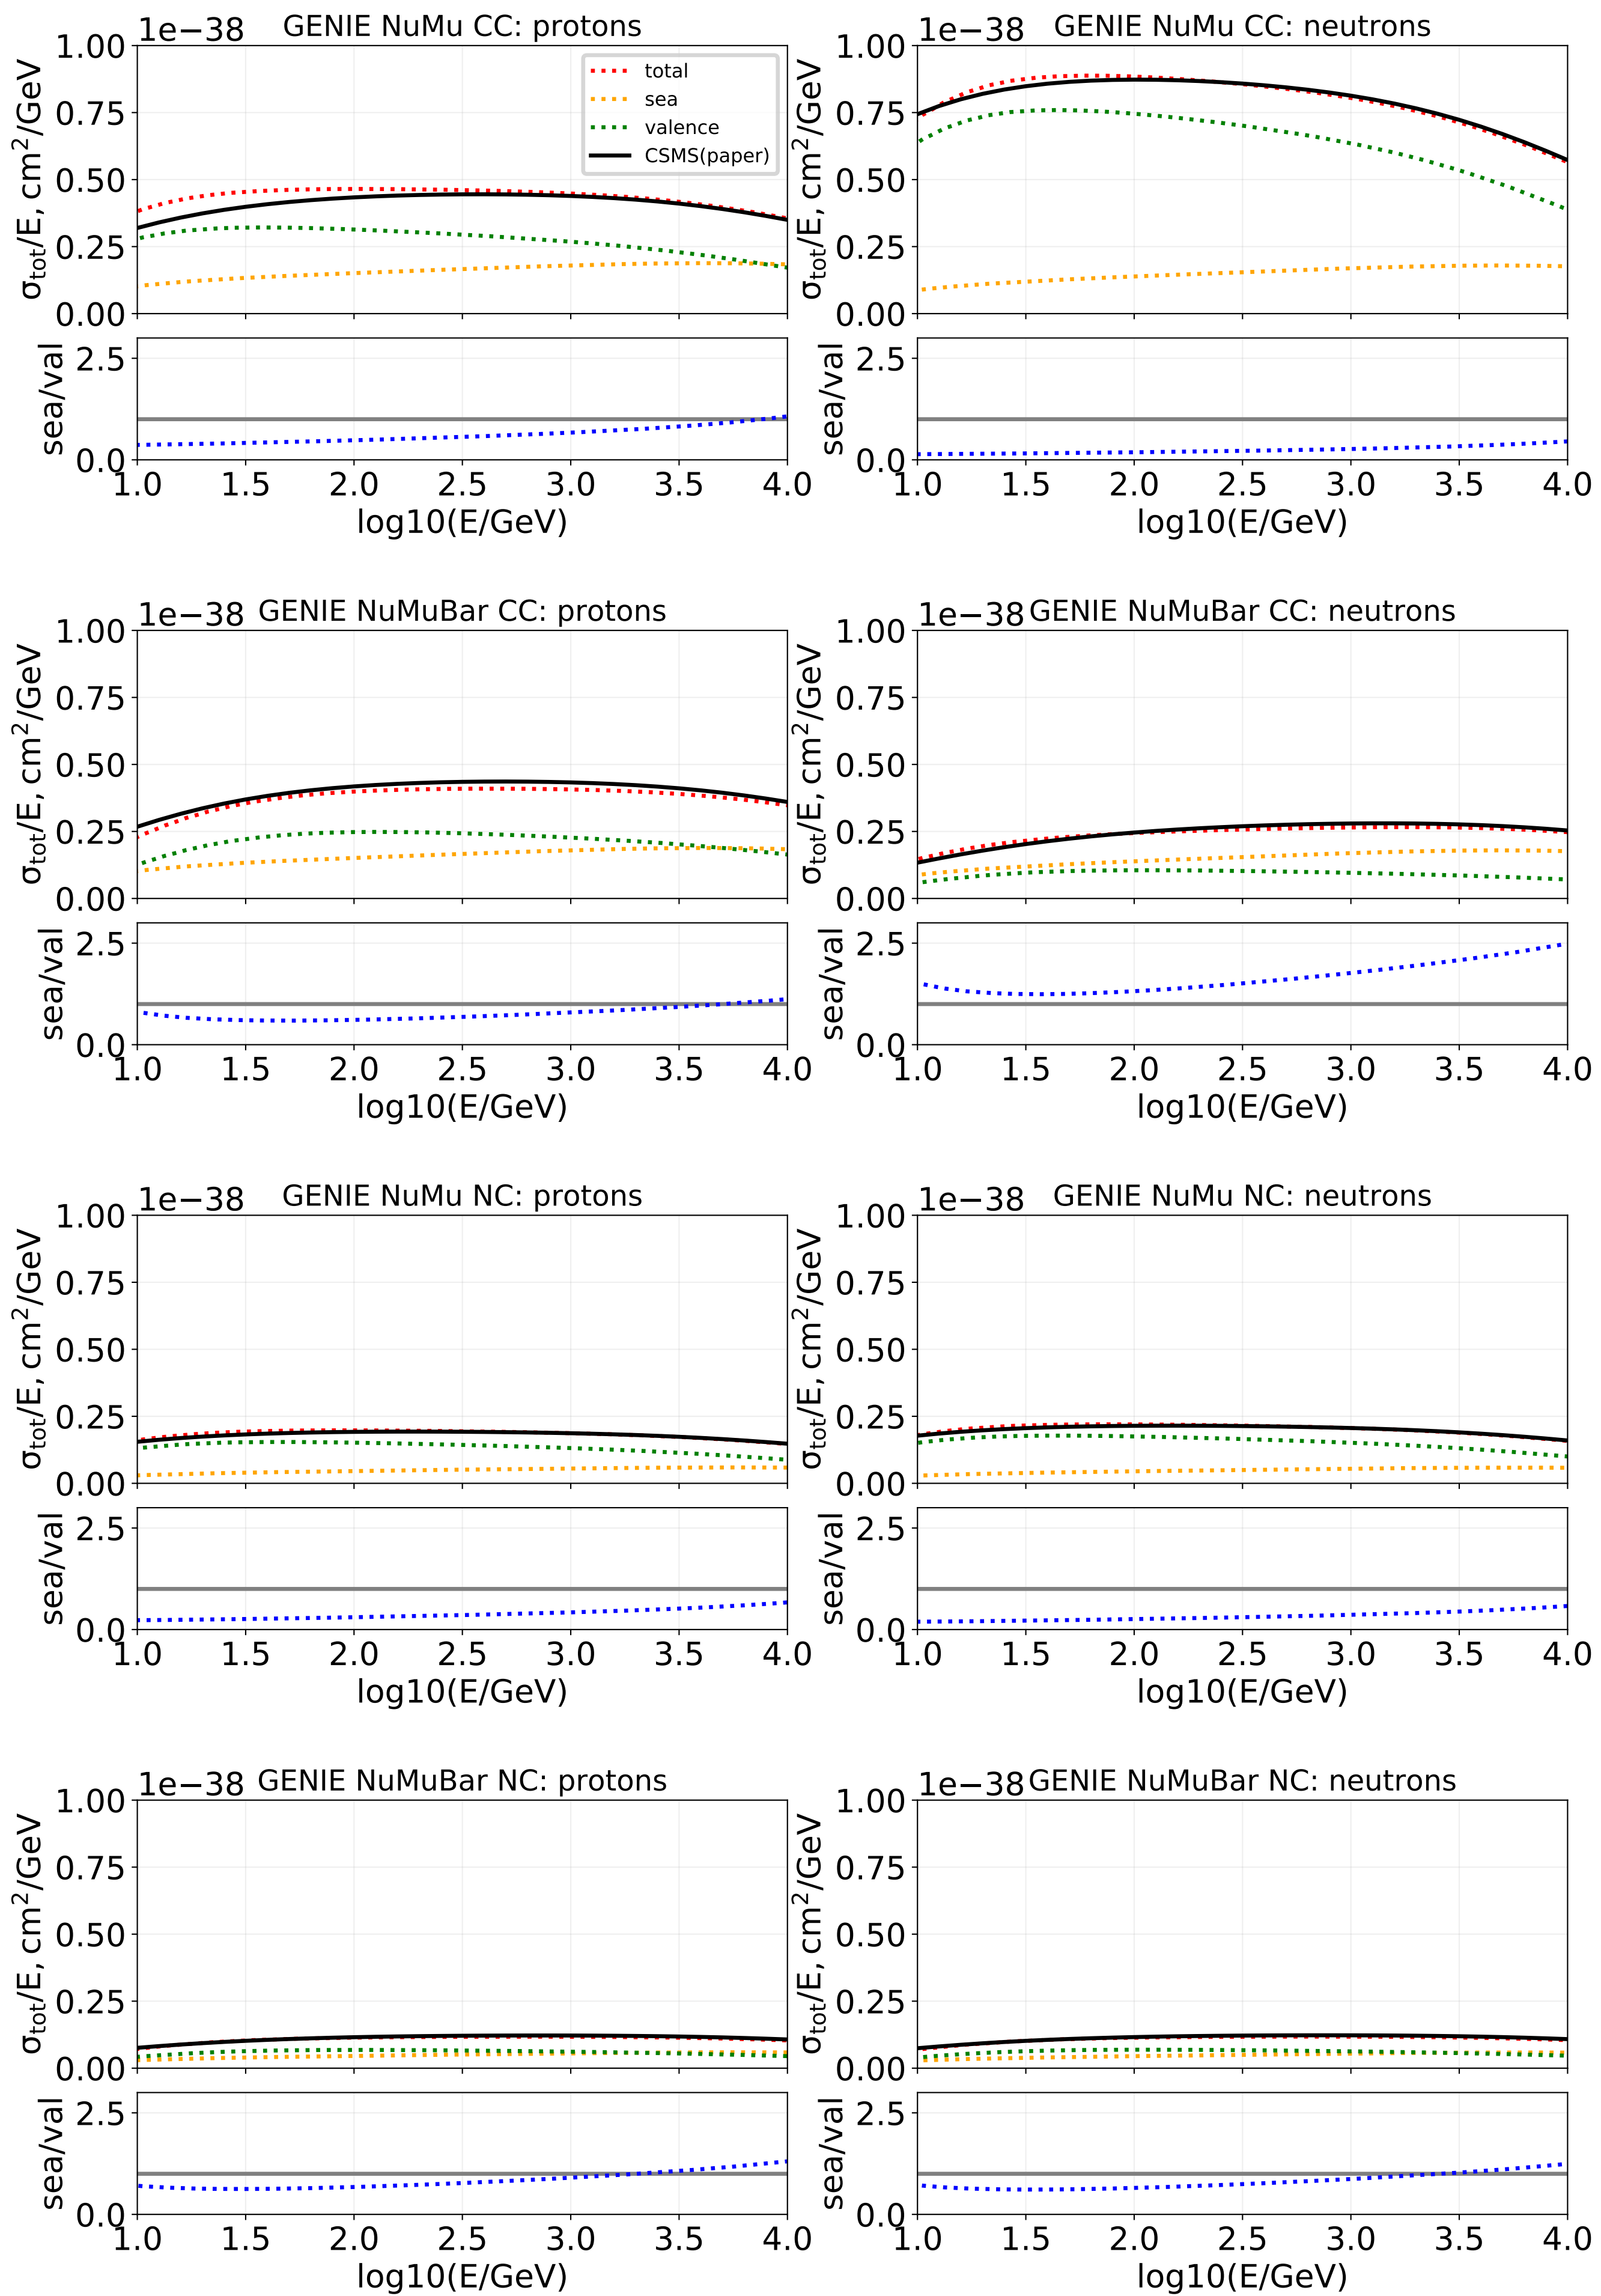 1e−38 GENIE NuMu CC: protons
1.00
0.75
0.50
0.25
0.00
σtot/E, cm²/GeV
total
sea
valence
CSMS(paper)
2.5
0.0
sea/val
1.0 1.5 2.0 2.5 3.0 3.5 4.0
log10(E/GeV)
1e−38 GENIE NuMu CC: neutrons
1.00
0.75
0.50
0.25
0.00
σtot/E, cm²/GeV
2.5
0.0
sea/val
1.0 1.5 2.0 2.5 3.0 3.5 4.0
log10(E/GeV)
1e−38 GENIE NuMuBar CC: protons
1.00
0.75
0.50
0.25
0.00
σtot/E, cm²/GeV
2.5
0.0
sea/val
1.0 1.5 2.0 2.5 3.0 3.5 4.0
log10(E/GeV)
1e−38 GENIE NuMuBar CC: neutrons
1.00
0.75
0.50
0.25
0.00
σtot/E, cm²/GeV
2.5
0.0
sea/val
1.0 1.5 2.0 2.5 3.0 3.5 4.0
log10(E/GeV)
1e−38 GENIE NuMu NC: protons
1.00
0.75
0.50
0.25
0.00
σtot/E, cm²/GeV
2.5
0.0
sea/val
1.0 1.5 2.0 2.5 3.0 3.5 4.0
log10(E/GeV)
1e−38 GENIE NuMu NC: neutrons
1.00
0.75
0.50
0.25
0.00
σtot/E, cm²/GeV
2.5
0.0
sea/val
1.0 1.5 2.0 2.5 3.0 3.5 4.0
log10(E/GeV)
1e−38 GENIE NuMuBar NC: protons
1.00
0.75
0.50
0.25
0.00
σtot/E, cm²/GeV
2.5
0.0
sea/val
1.0 1.5 2.0 2.5 3.0 3.5 4.0
log10(E/GeV)
1e−38 GENIE NuMuBar NC: neutrons
1.00
0.75
0.50
0.25
0.00
σtot/E, cm²/GeV
2.5
0.0
sea/val
1.0 1.5 2.0 2.5 3.0 3.5 4.0
log10(E/GeV)